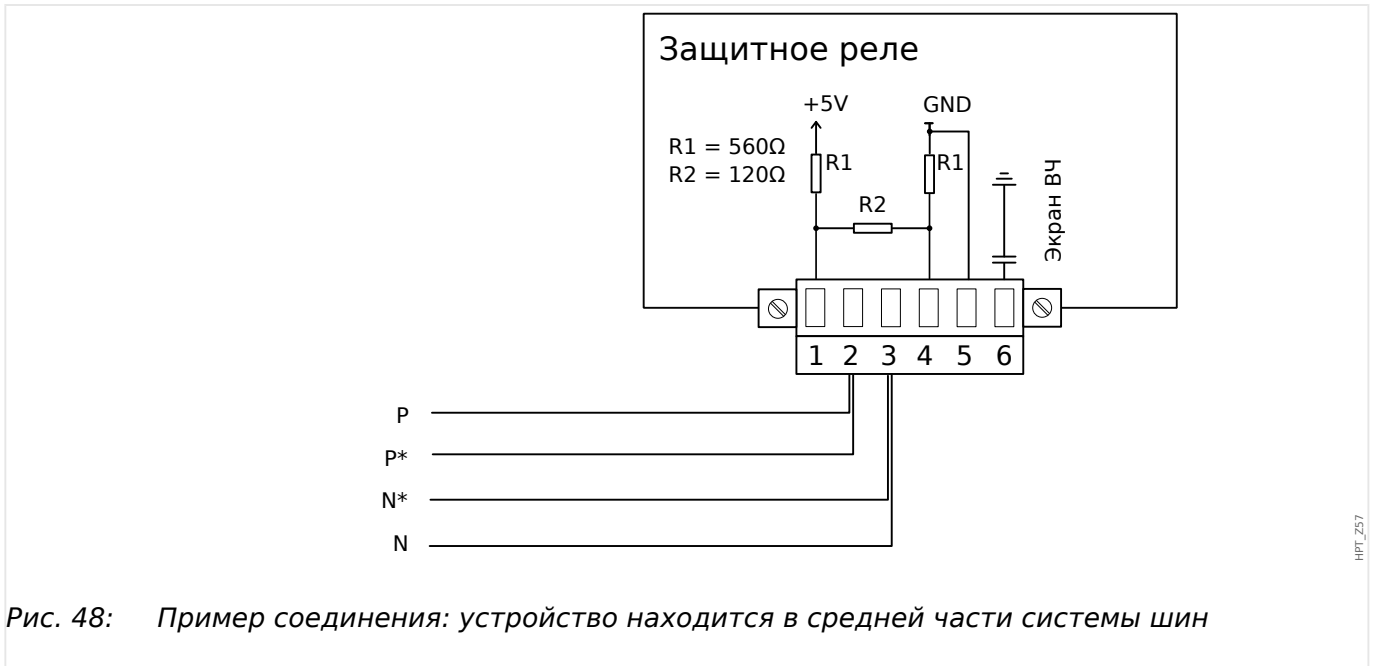 Защитное реле
+5V
GND
R1 = 560Ω
R2 = 120Ω
R1
R1
R2
Экран ВЧ
1 2 3 4 5 6
P
P*
N*
N
HPT_Z57
Рис. 48: Пример соединения: устройство находится в средней части системы шин